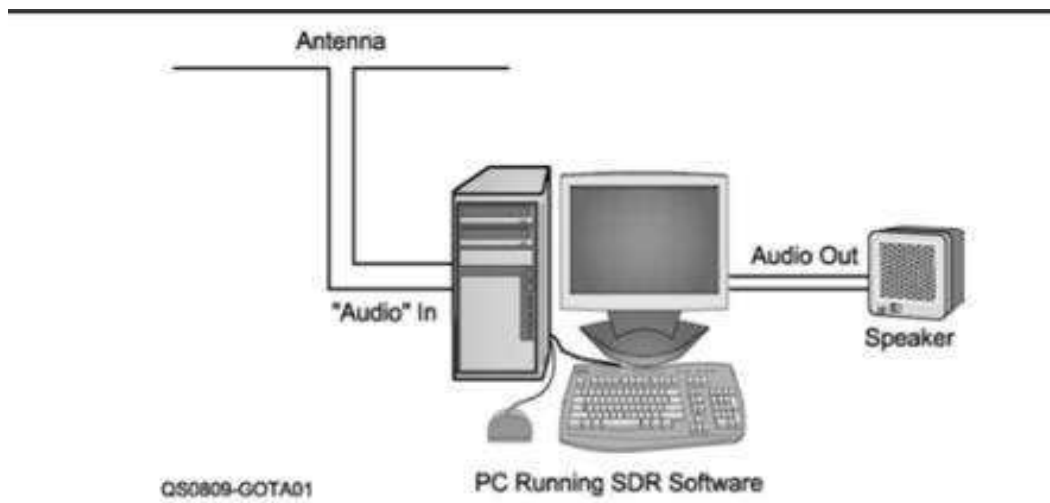 Antenna
"Audio" In
Audio Out
Speaker
PC Running SDR Software
QS0809-GOTA01